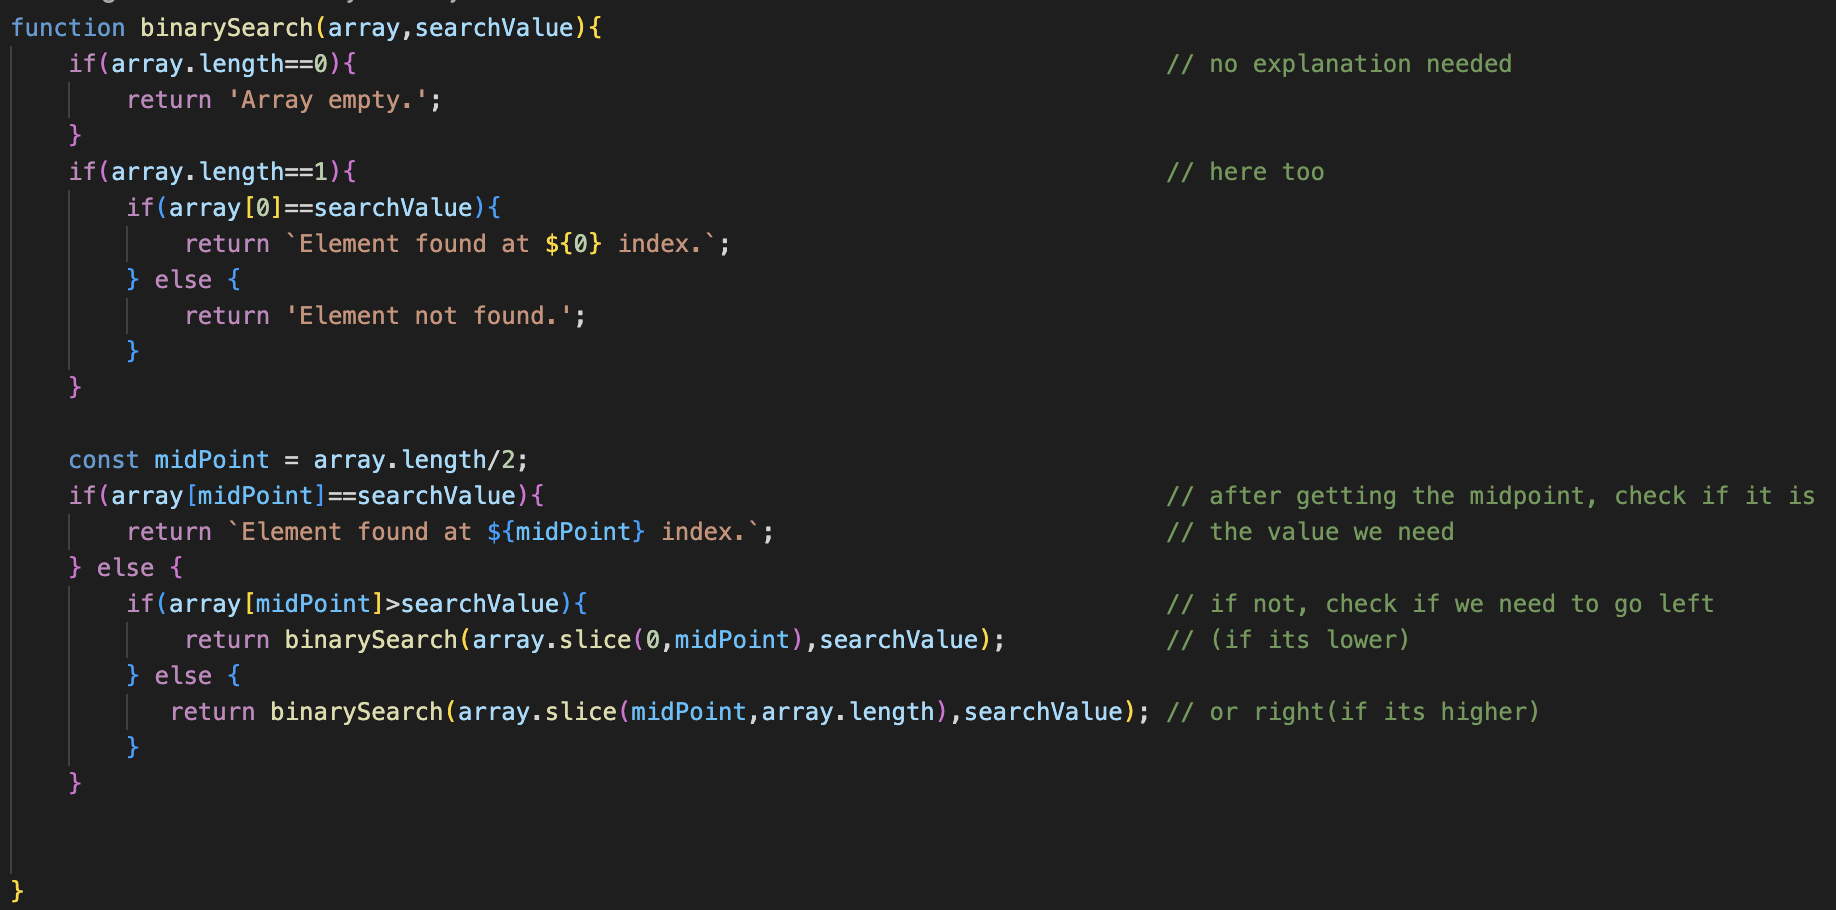 function binarySearch(array,searchValue){
    if(array.length==0){                                                        // no explanation needed
        return 'Array empty.';
    }
    if(array.length==1){                                                        // here too
        if(array[0]==searchValue){
            return `Element found at ${0} index.`;
        } else {
            return 'Element not found.';
        }
    }
    const midPoint = array.length/2;
    if(array[midPoint]==searchValue){                                           // after getting the midpoint, check if it is
        return `Element found at ${midPoint} index.`;                           // the value we need
    } else {
        if(array[midPoint]>searchValue){                                        // if not, check if we need to go left
            return binarySearch(array.slice(0,midPoint),searchValue);           // (if its lower)
        } else {
           return binarySearch(array.slice(midPoint,array.length),searchValue); // or right(if its higher)
        }
    }
}